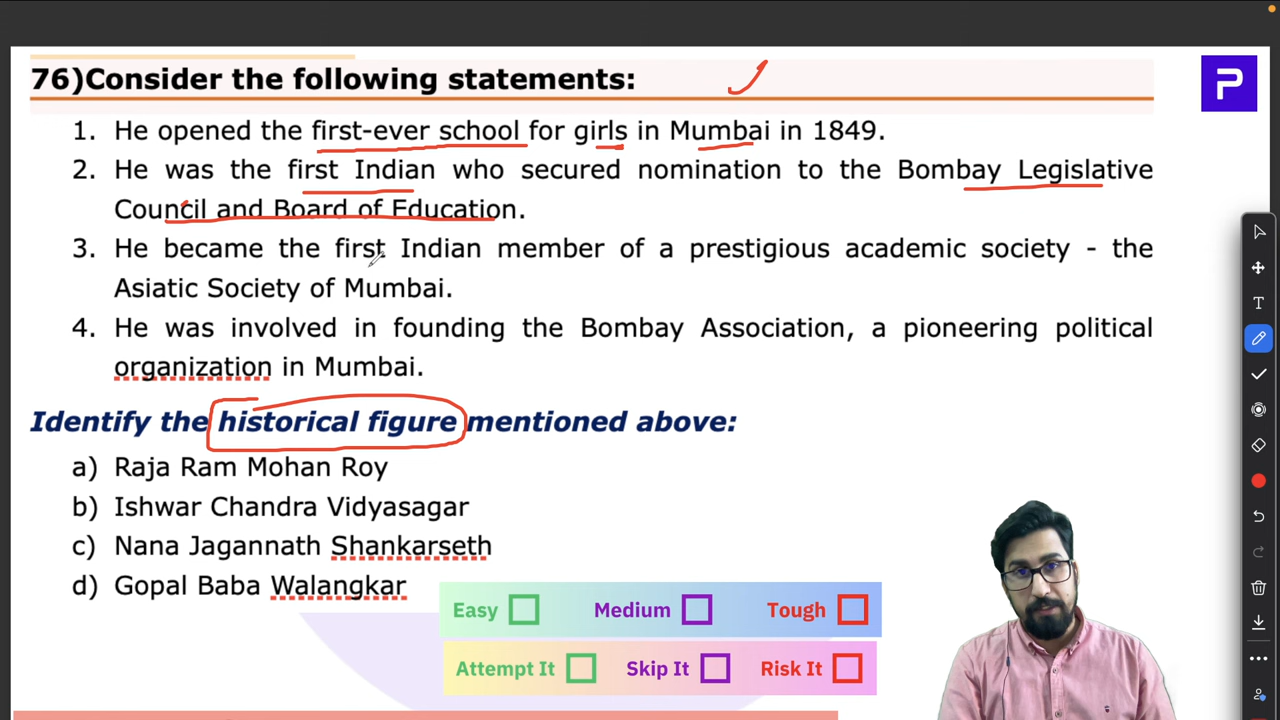 76)Consider the following statements:
P
1. He opened the first-ever school for girls in Mumbai in 1849.
2. He was the first Indian who secured nomination to the Bombay Legislative
Council and Board of Education.
3. He became the first Indian member of a prestigious academic society - the
Asiatic Society of Mumbai.
4. He was involved in founding the Bombay Association, a pioneering political
organization in Mumbai.
Identify the historical figure mentioned above:
a) Raja Ram Mohan Roy
b) Ishwar Chandra Vidyasagar
c) Nana Jagannath Shankarseth
d) Gopal Baba Walangkar
Easy Medium Tough
Attempt It Skip It Risk It
T